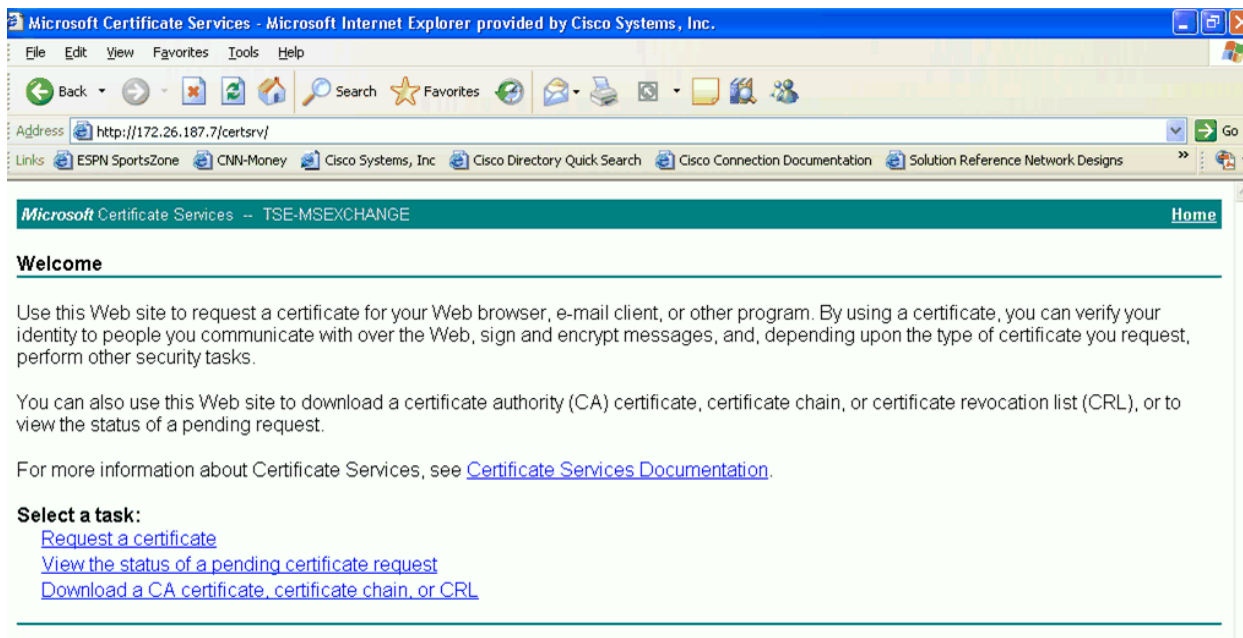 Microsoft Certificate Services - Microsoft Internet Explorer provided by Cisco Systems, Inc.
File Edit View Favorites Tools Help
Back Search Favorites
Address http://172.26.187.7/certsrv/ Go
Links ESPN SportsZone CNN-Money Cisco Systems, Inc Cisco Directory Quick Search Cisco Connection Documentation Solution Reference Network Designs »
Microsoft Certificate Services -- TSE-MSEXCHANGE Home
Welcome
Use this Web site to request a certificate for your Web browser, e-mail client, or other program. By using a certificate, you can verify your
identity to people you communicate with over the Web, sign and encrypt messages, and, depending upon the type of certificate you request,
perform other security tasks.
You can also use this Web site to download a certificate authority (CA) certificate, certificate chain, or certificate revocation list (CRL), or to
view the status of a pending request.
For more information about Certificate Services, see Certificate Services Documentation.
Select a task:
Request a certificate
View the status of a pending certificate request
Download a CA certificate, certificate chain, or CRL